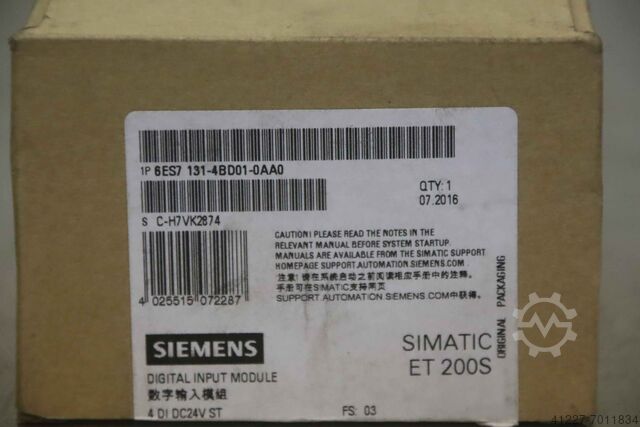 1P 6ES7 131-4BD01-0AA0
QTY: 1
07.2016
S C-H7VK2874
CAUTION! PLEASE READ THE NOTES IN THE
RELEVANT MANUAL BEFORE SYSTEM STARTUP.
MANUALS ARE AVAILABLE FROM THE SIMATIC SUPPORT
HOMEPAGE SUPPORT.AUTOMATION.SIEMENS.COM .
注意! 请在系统启动之前阅读相应手册中的注释。
手册可在SIMATIC支持网页
SUPPORT.AUTOMATION.SIEMENS.COM中获得。
4 025515 072287
ORIGINAL PACKAGING
SIEMENS
SIMATIC
ET 200S
DIGITAL INPUT MODULE
数字输入模组
4 DI DC24V ST
FS: 03
41227-7011834